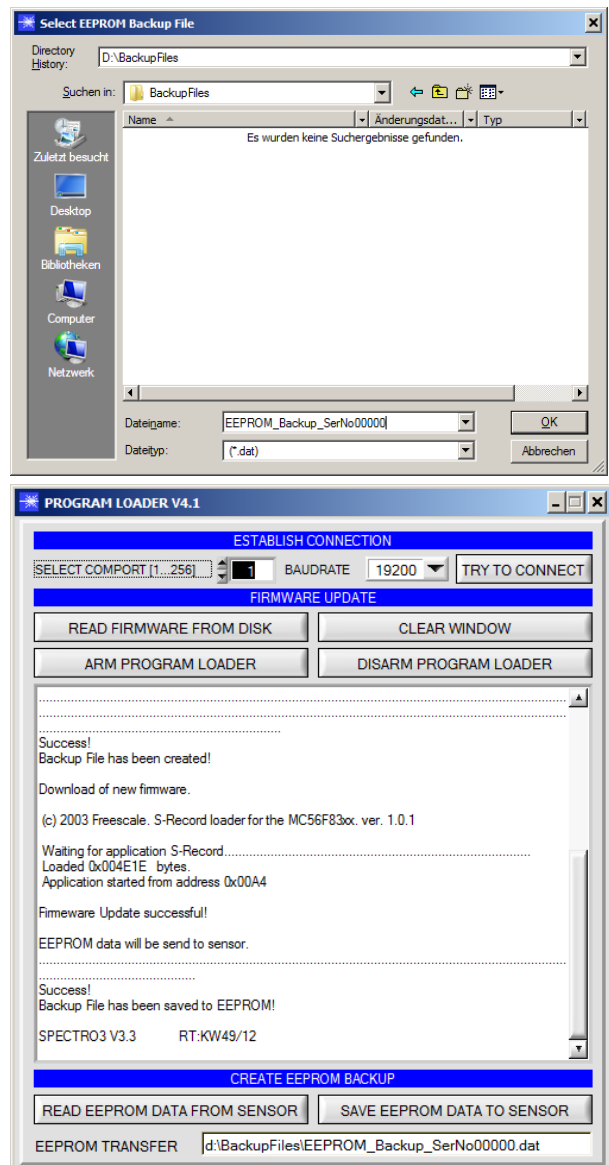 Select EEPROM Backup File
Directory
History:
D:\BackupFiles
Suchen in:
BackupFiles
Name
Änderungsdat...
Typ
Es wurden keine Suchergebnisse gefunden.
Zuletzt besucht
Desktop
Bibliotheken
Computer
Netzwerk
Dateiname:
EEPROM_Backup_SerNo00000
OK
Dateityp:
(*.dat)
Abbrechen
PROGRAM LOADER V4.1
ESTABLISH CONNECTION
SELECT COMPORT [1...256]
1
BAUDRATE
19200
TRY TO CONNECT
FIRMWARE UPDATE
READ FIRMWARE FROM DISK
CLEAR WINDOW
ARM PROGRAM LOADER
DISARM PROGRAM LOADER
Success!
Backup File has been created!
Download of new firmware.
(c) 2003 Freescale. S-Record loader for the MC56F83xx. ver. 1.0.1
Waiting for application S-Record................................................................
Loaded 0x004E1E bytes.
Application started from address 0x00A4
Firmeware Update successful!
EEPROM data will be send to sensor.
Success!
Backup File has been saved to EEPROM!
SPECTRO3 V3.3 RT:KW49/12
CREATE EEPROM BACKUP
READ EEPROM DATA FROM SENSOR
SAVE EEPROM DATA TO SENSOR
EEPROM TRANSFER
d:\BackupFiles\EEPROM_Backup_SerNo00000.dat